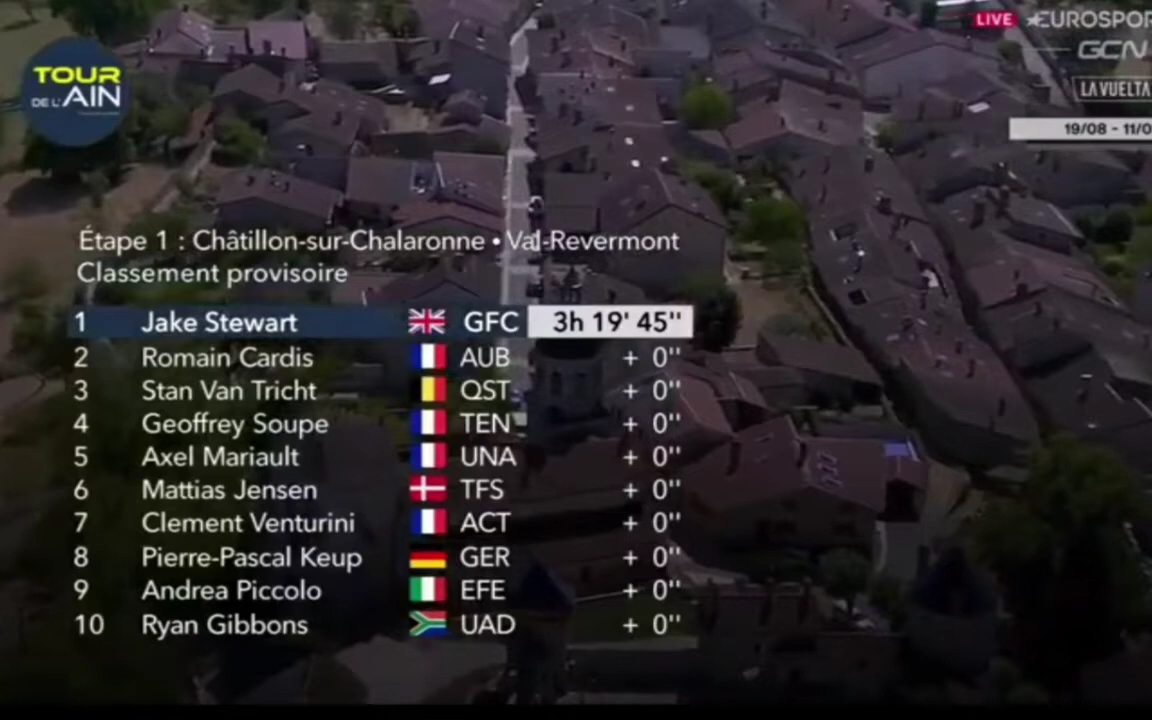 TOUR
DE L'AIN
LIVE
EUROSPOR
GCN
LA VUELTA
19/08 - 11/0
Étape 1 : Châtillon-sur-Chalaronne • Val-Revermont
Classement provisoire
1 Jake Stewart GFC 3h 19' 45"
2 Romain Cardis AUB + 0"
3 Stan Van Tricht QST + 0"
4 Geoffrey Soupe TEN + 0"
5 Axel Mariault UNA + 0"
6 Mattias Jensen TFS + 0"
7 Clement Venturini ACT + 0"
8 Pierre-Pascal Keup GER + 0"
9 Andrea Piccolo EFE + 0"
10 Ryan Gibbons UAD + 0"